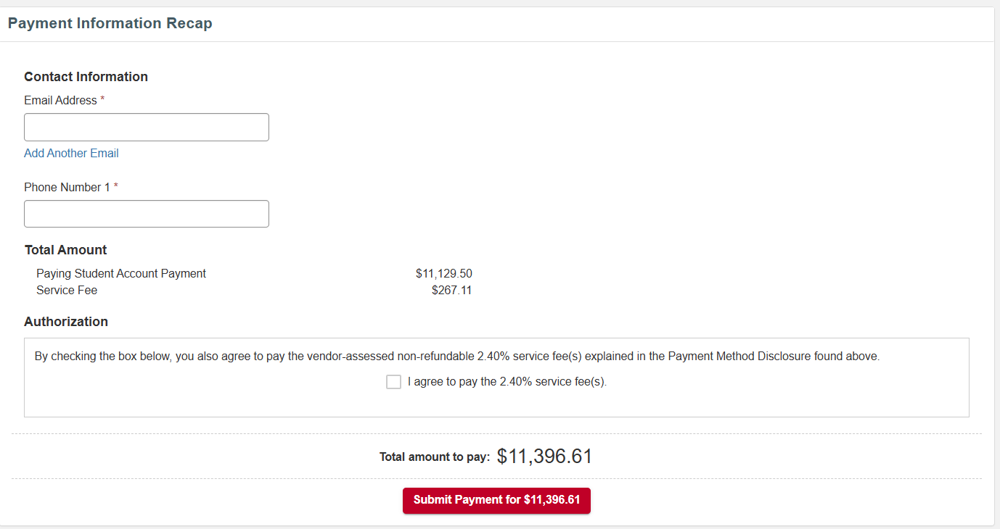 Payment Information Recap
Contact Information
Email Address *
Add Another Email
Phone Number 1 *
Total Amount
Paying Student Account Payment $11,129.50
Service Fee $267.11
Authorization
By checking the box below, you also agree to pay the vendor-assessed non-refundable 2.40% service fee(s) explained in the Payment Method Disclosure found above.
I agree to pay the 2.40% service fee(s).
Total amount to pay: $11,396.61
Submit Payment for $11,396.61